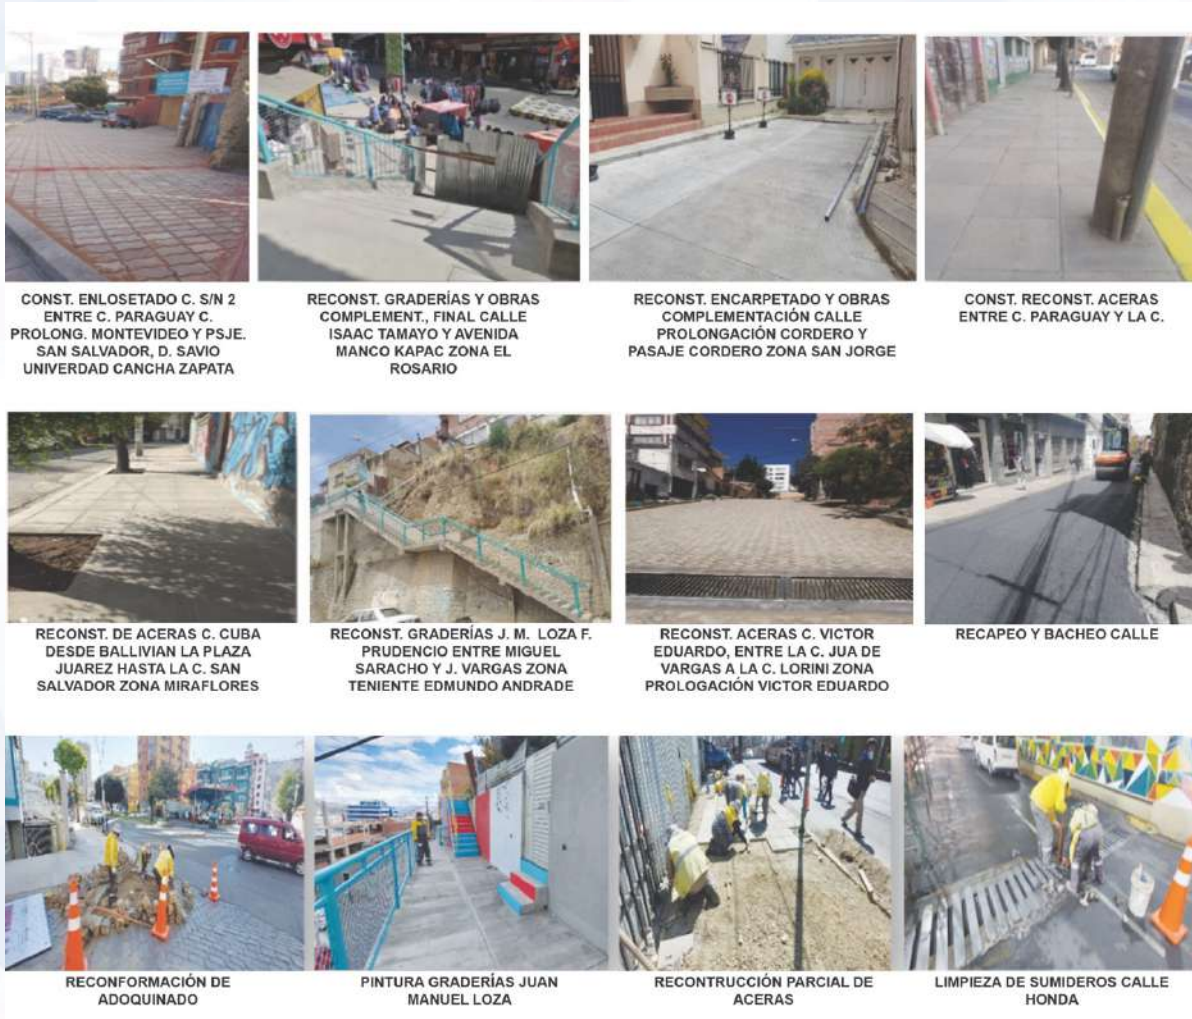 CONST. ENLOSETADO C. S/N 2
ENTRE C. PARAGUAY C.
PROLONG. MONTEVIDEO Y PSJE.
SAN SALVADOR, D. SAVIO
UNIVERDAD CANCHA ZAPATA
RECONST. GRADERÍAS Y OBRAS
COMPLEMENT., FINAL CALLE
ISAAC TAMAYO Y AVENIDA
MANCO KAPAC ZONA EL
ROSARIO
RECONST. ENCARPETADO Y OBRAS
COMPLEMENTACIÓN CALLE
PROLONGACIÓN CORDERO Y
PASAJE CORDERO ZONA SAN JORGE
CONST. RECONST. ACERAS
ENTRE C. PARAGUAY Y LA C.
RECONST. DE ACERAS C. CUBA
DESDE BALLIVIAN LA PLAZA
JUAREZ HASTA LA C. SAN
SALVADOR ZONA MIRAFLORES
RECONST. GRADERÍAS J. M. LOZA F.
PRUDENCIO ENTRE MIGUEL
SARACHO Y J. VARGAS ZONA
TENIENTE EDMUNDO ANDRADE
RECONST. ACERAS C. VICTOR
EDUARDO, ENTRE LA C. JUA DE
VARGAS A LA C. LORINI ZONA
PROLOGACIÓN VICTOR EDUARDO
RECAPEO Y BACHEO CALLE
RECONFORMACIÓN DE
ADOQUINADO
PINTURA GRADERÍAS JUAN
MANUEL LOZA
RECONTRUCCIÓN PARCIAL DE
ACERAS
LIMPIEZA DE SUMIDEROS CALLE
HONDA